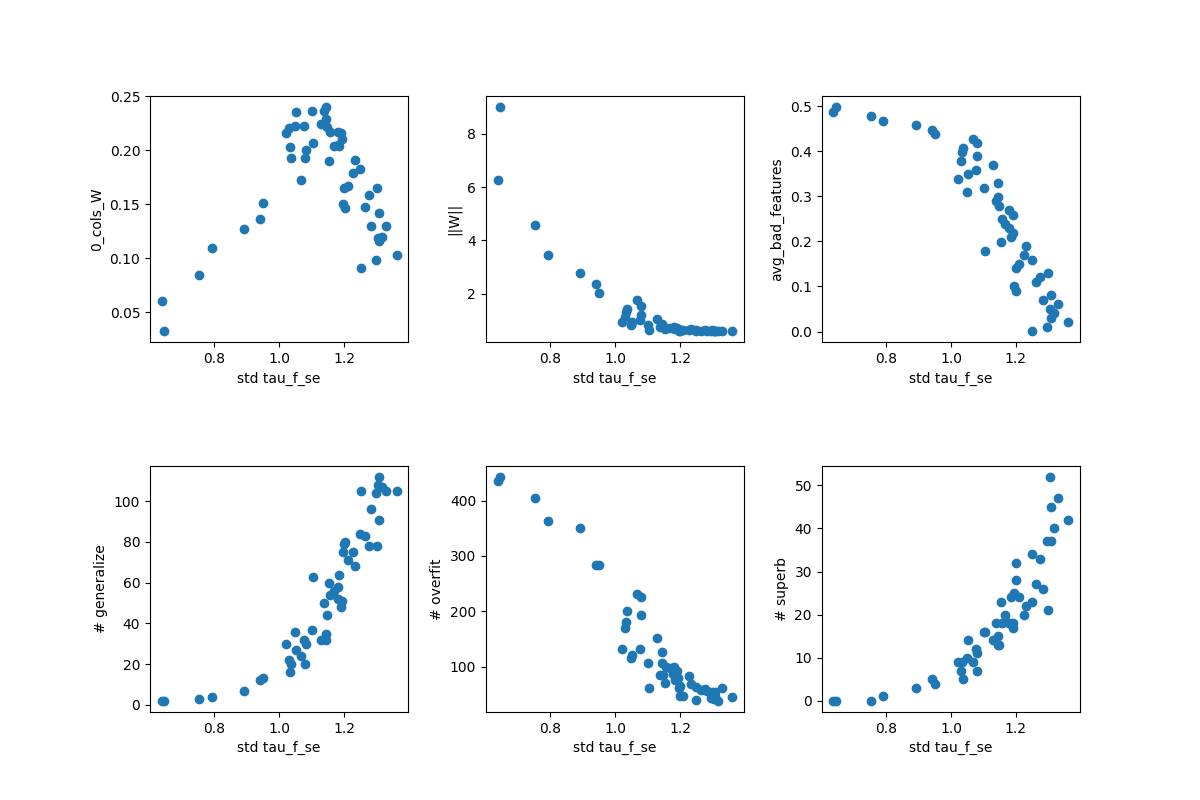 0.25
0.20
0.15
0.10
0.05
0_cols_W
0.8 1.0 1.2
std tau_f_se
8
6
4
2
||W||
0.8 1.0 1.2
std tau_f_se
0.5
0.4
0.3
0.2
0.1
0.0
avg_bad_features
0.8 1.0 1.2
std tau_f_se
100
80
60
40
20
0
# generalize
0.8 1.0 1.2
std tau_f_se
400
300
200
100
# overfit
0.8 1.0 1.2
std tau_f_se
50
40
30
20
10
0
# superb
0.8 1.0 1.2
std tau_f_se